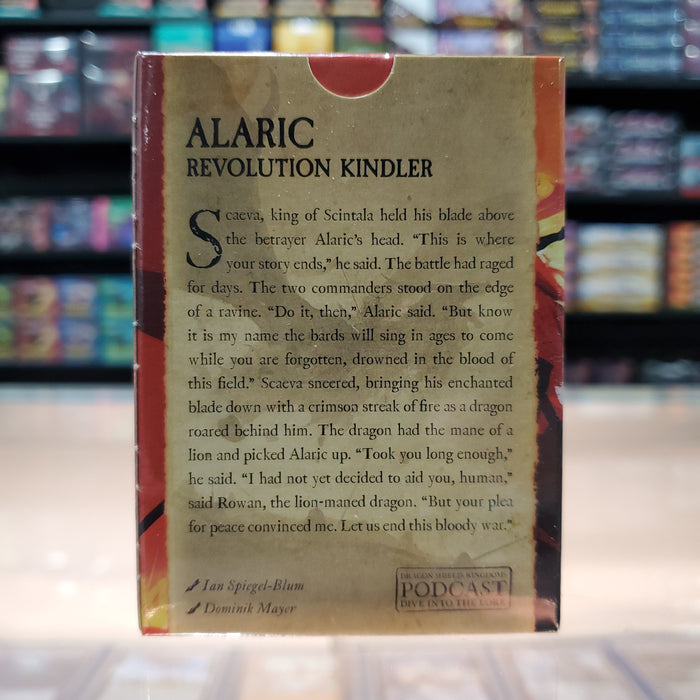 ALARIC
REVOLUTION KINDLER
Scaeva, king of Scintala held his blade above
the betrayer Alaric's head. “This is where
your story ends,” he said. The battle had raged
for days. The two commanders stood on the edge
of a ravine. “Do it, then,” Alaric said. “But know
it is my name the bards will sing in ages to come
while you are forgotten, drowned in the blood of
this field.” Scaeva sneered, bringing his enchanted
blade down with a crimson streak of fire as a dragon
roared behind him. The dragon had the mane of a
lion and picked Alaric up. “Took you long enough,”
he said. “I had not yet decided to aid you, human,”
said Rowan, the lion-maned dragon. “But your plea
for peace convinced me. Let us end this bloody war.”
Ian Spiegel-Blum
Dominik Mayer
DRAGON SHIELD KINGDOMS
PODCAST
DIVE INTO THE LORE